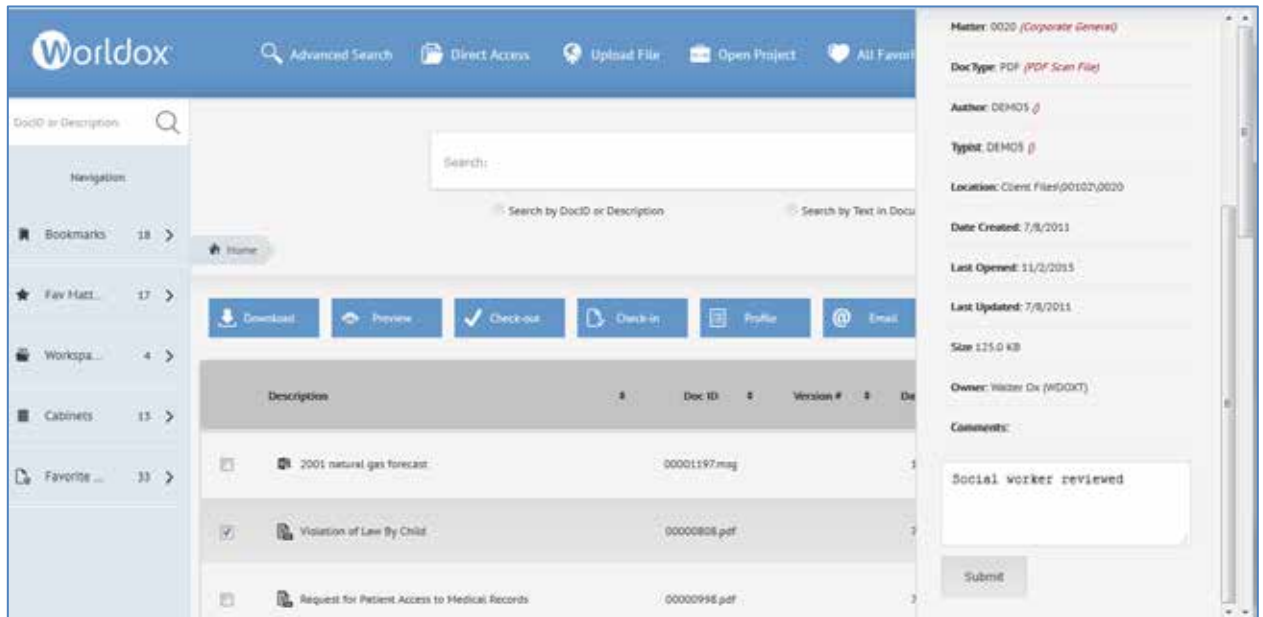 Worldox
Advanced Search
Direct Access
Upload File
Open Project
All Favori
DocID or Description
Navigation
Bookmarks 18
Fav Matt... 17
Workspa... 4
Cabinets 13
Favorite ... 33
Search:
Search by DocID or Description
Search by Text in Docu
Home
Download
Preview
Check-out
Check-in
Profile
@ Email
Description Doc ID Version # Da
2001 natural gas forecast 00001197.msg
Violation of Law By Child 00000808.pdf
Request for Patient Access to Medical Records 00000998.pdf
Matter: 0020 (Corporate General)
DocType: PDF (PDF Scan File)
Author: DEMO5 ()
Typist: DEMO5 ()
Location: Client Files\00102\0020
Date Created: 7/8/2011
Last Opened: 11/2/2015
Last Updated: 7/8/2011
Size 125.0 KB
Owner: Walter Ox (WDOXT)
Comments:
Social worker reviewed
Submit